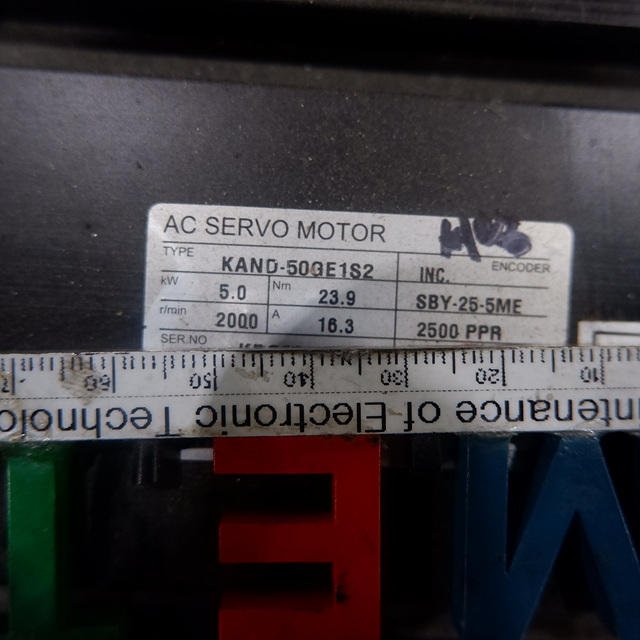 AC SERVO MOTOR
TYPE KAND-50GE1S2 INC. ENCODER
kW 5.0 Nm 23.9 SBY-25-5ME
r/min 2000 A 16.3 2500 PPR
SER.NO
60 50 40 30 20 10
intenance of Electronic Technolo